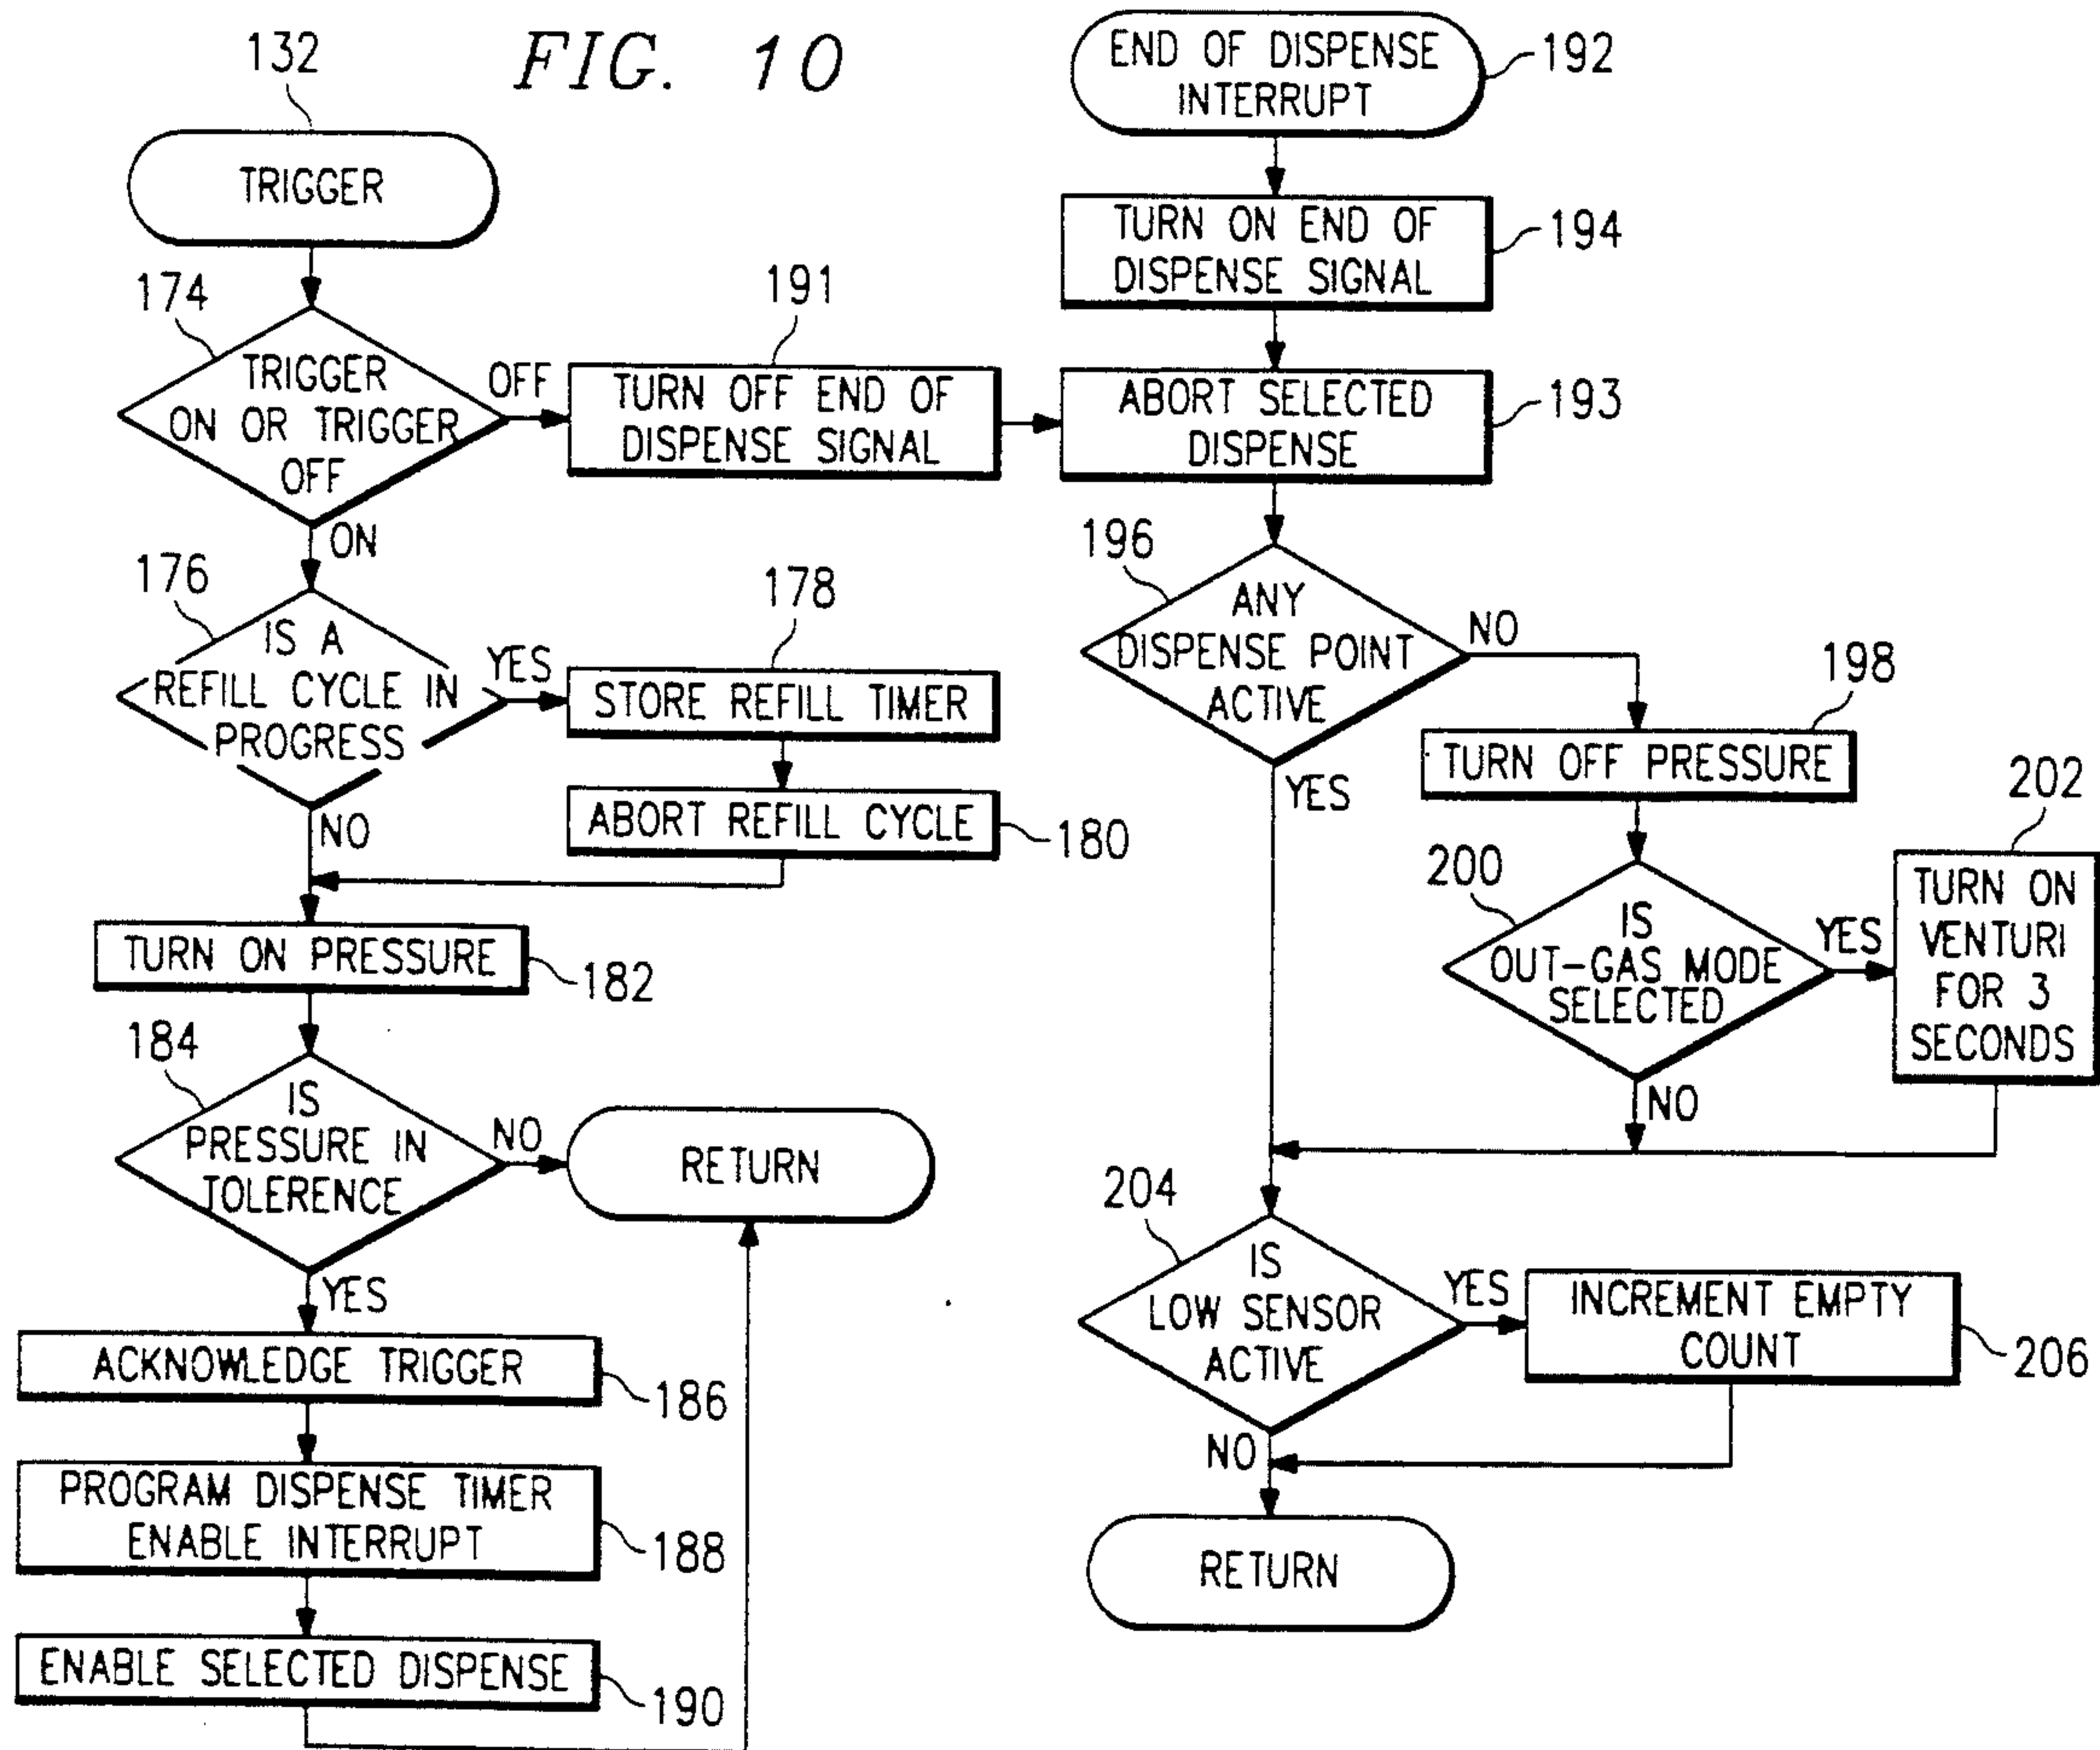 FIG. 10
132
TRIGGER
174
TRIGGER
ON OR TRIGGER
OFF
OFF
ON
191
TURN OFF END OF
DISPENSE SIGNAL
176
IS A
REFILL CYCLE IN
PROGRESS
YES
NO
178
STORE REFILL TIMER
ABORT REFILL CYCLE
180
TURN ON PRESSURE
182
184
IS
PRESSURE IN
TOLERENCE
NO
YES
RETURN
ACKNOWLEDGE TRIGGER
186
PROGRAM DISPENSE TIMER
ENABLE INTERRUPT
188
ENABLE SELECTED DISPENSE
190
END OF DISPENSE
INTERRUPT
192
TURN ON END OF
DISPENSE SIGNAL
194
ABORT SELECTED
DISPENSE
193
196
ANY
DISPENSE POINT
ACTIVE
NO
YES
198
TURN OFF PRESSURE
200
IS
OUT-GAS MODE
SELECTED
YES
NO
202
TURN ON
VENTURI
FOR 3
SECONDS
204
IS
LOW SENSOR
ACTIVE
YES
NO
INCREMENT EMPTY
COUNT
206
RETURN